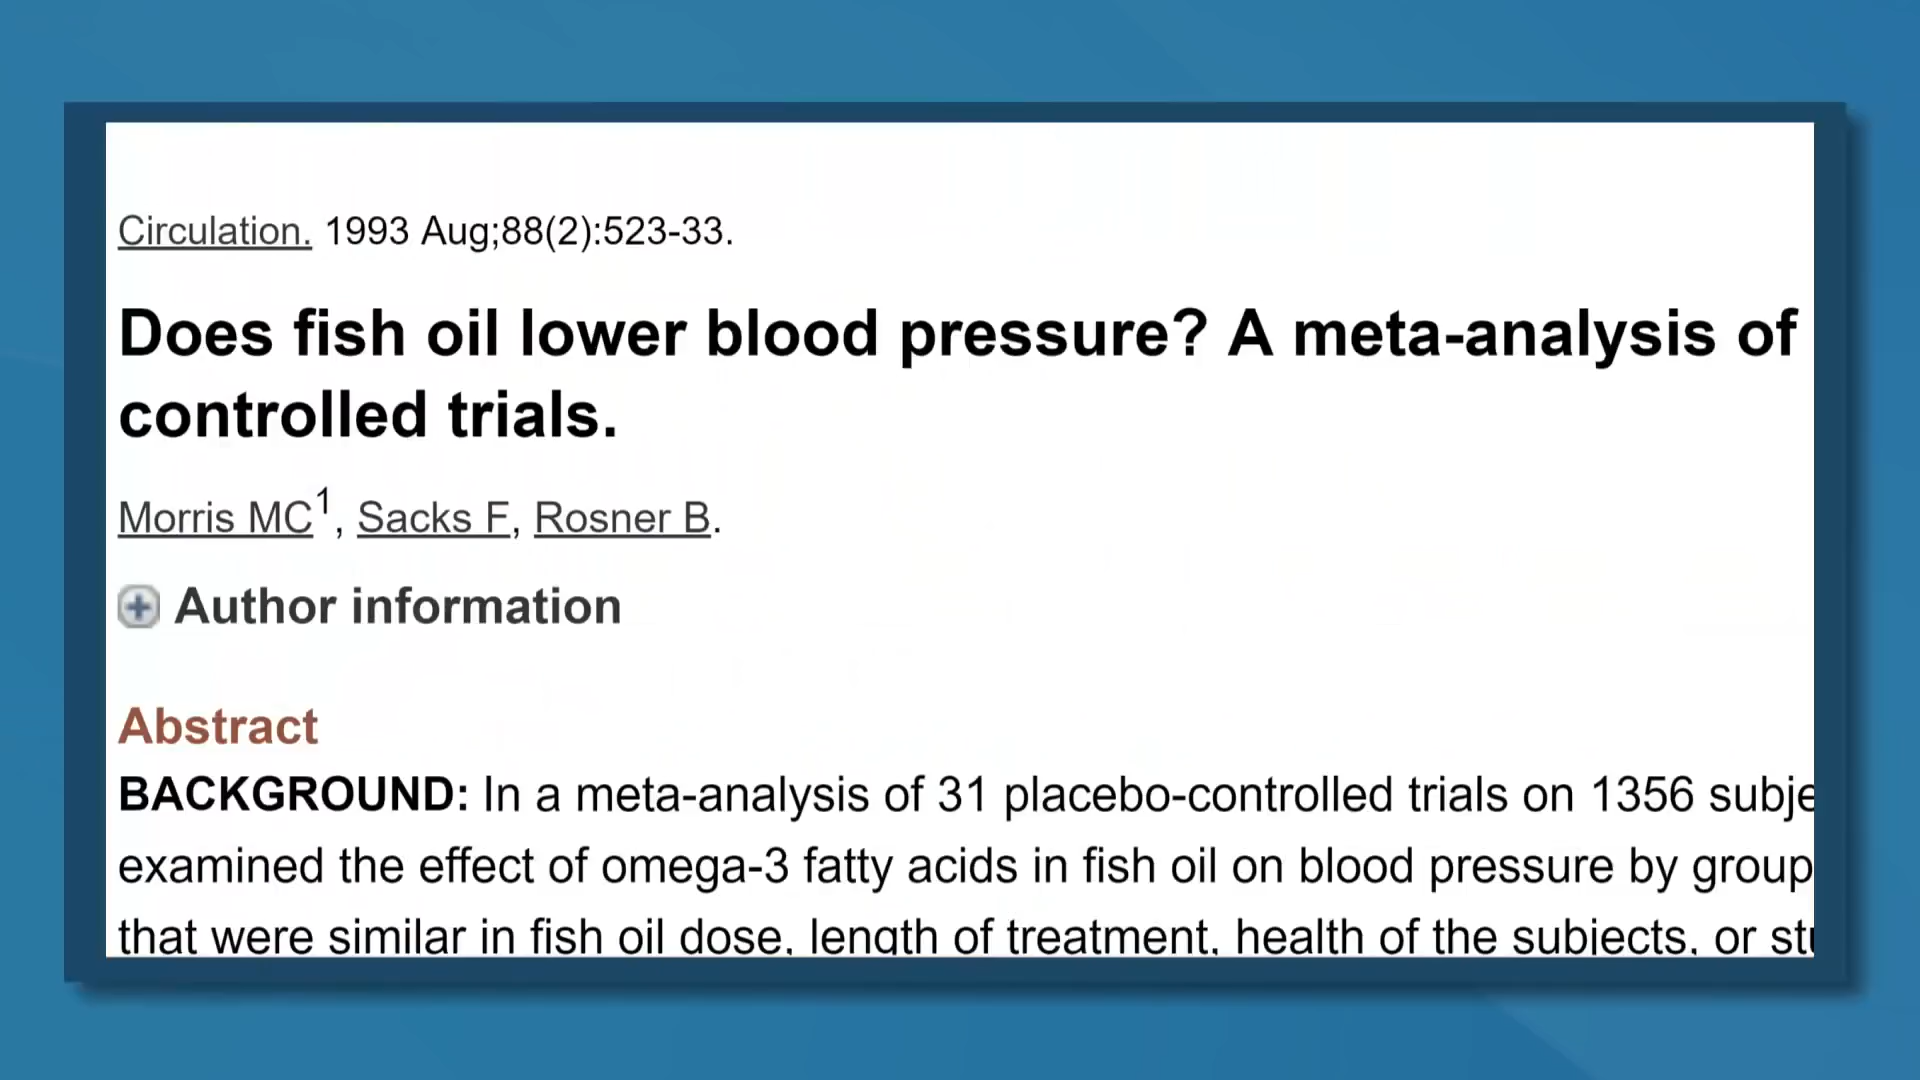 Circulation. 1993 Aug;88(2):523-33.
Does fish oil lower blood pressure? A meta-analysis of
controlled trials.
Morris MC1, Sacks F, Rosner B.
Author information
Abstract
BACKGROUND: In a meta-analysis of 31 placebo-controlled trials on 1356 subje
examined the effect of omega-3 fatty acids in fish oil on blood pressure by group
that were similar in fish oil dose, length of treatment, health of the subjects, or stu